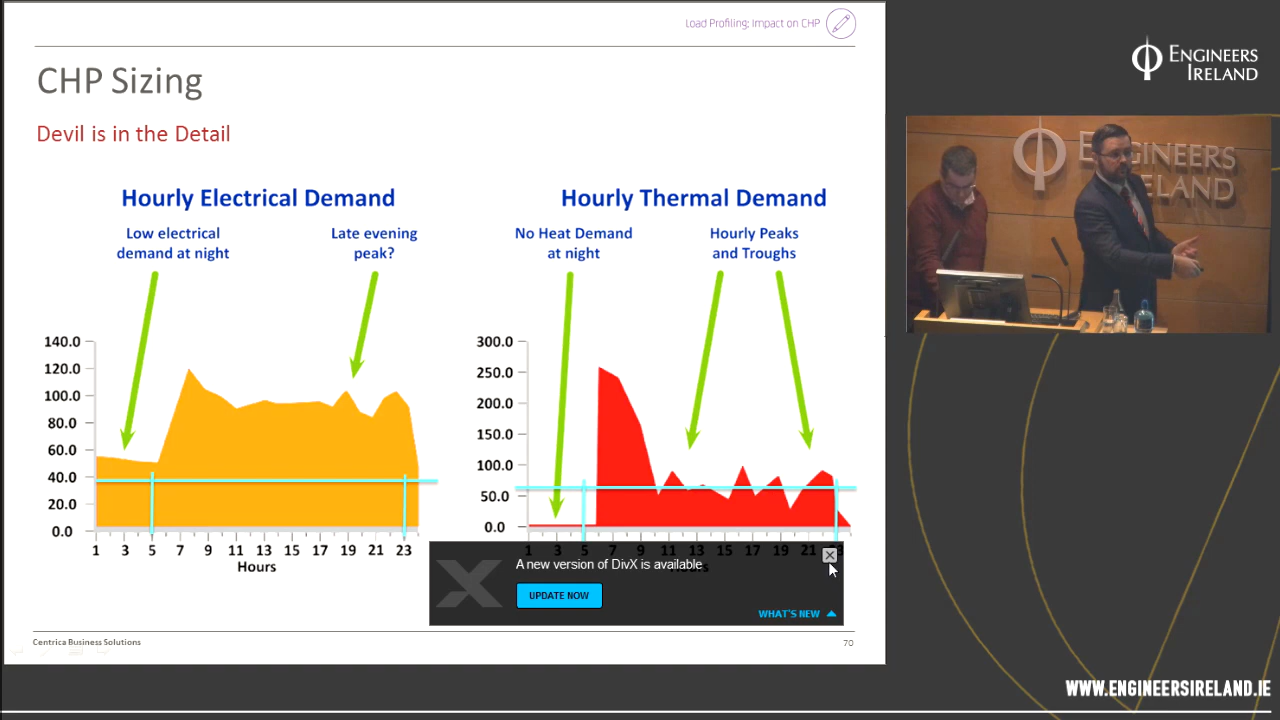 Load Profiling: Impact on CHP
CHP Sizing
Devil is in the Detail
Hourly Electrical Demand
Low electrical
demand at night
Late evening
peak?
140.0
120.0
100.0
80.0
60.0
40.0
20.0
0.0
1 3 5 7 9 11 13 15 17 19 21 23
Hours
Hourly Thermal Demand
No Heat Demand
at night
Hourly Peaks
and Troughs
300.0
250.0
200.0
150.0
100.0
50.0
0.0
1 3 5 7 9 11 13 15 17 19 21 23
A new version of DivX is available
UPDATE NOW
WHAT'S NEW
Centrica Business Solutions
70
ENGINEERS
IRELAND
ENGINEERS
IRELAND
WWW.ENGINEERSIRELAND.IE